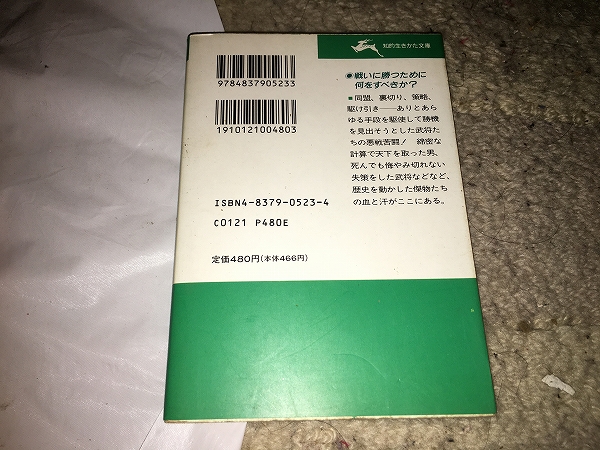 知的生きかた文庫
9784837905233
1910121004803
●戦いに勝つために
何をすべきか?
■同盟、裏切り、策略、
駆け引き――ありとあら
ゆる手段を駆使して勝機
を見出そうとした武将た
ちの悪戦苦闘! 綿密な
計算で天下を取った男、
死んでも悔やみ切れない
失策をした武将などなど、
歴史を動かした傑物たち
の血と汗がここにある。
ISBN4-8379-0523-4
C0121 P480E
定価480円(本体466円)